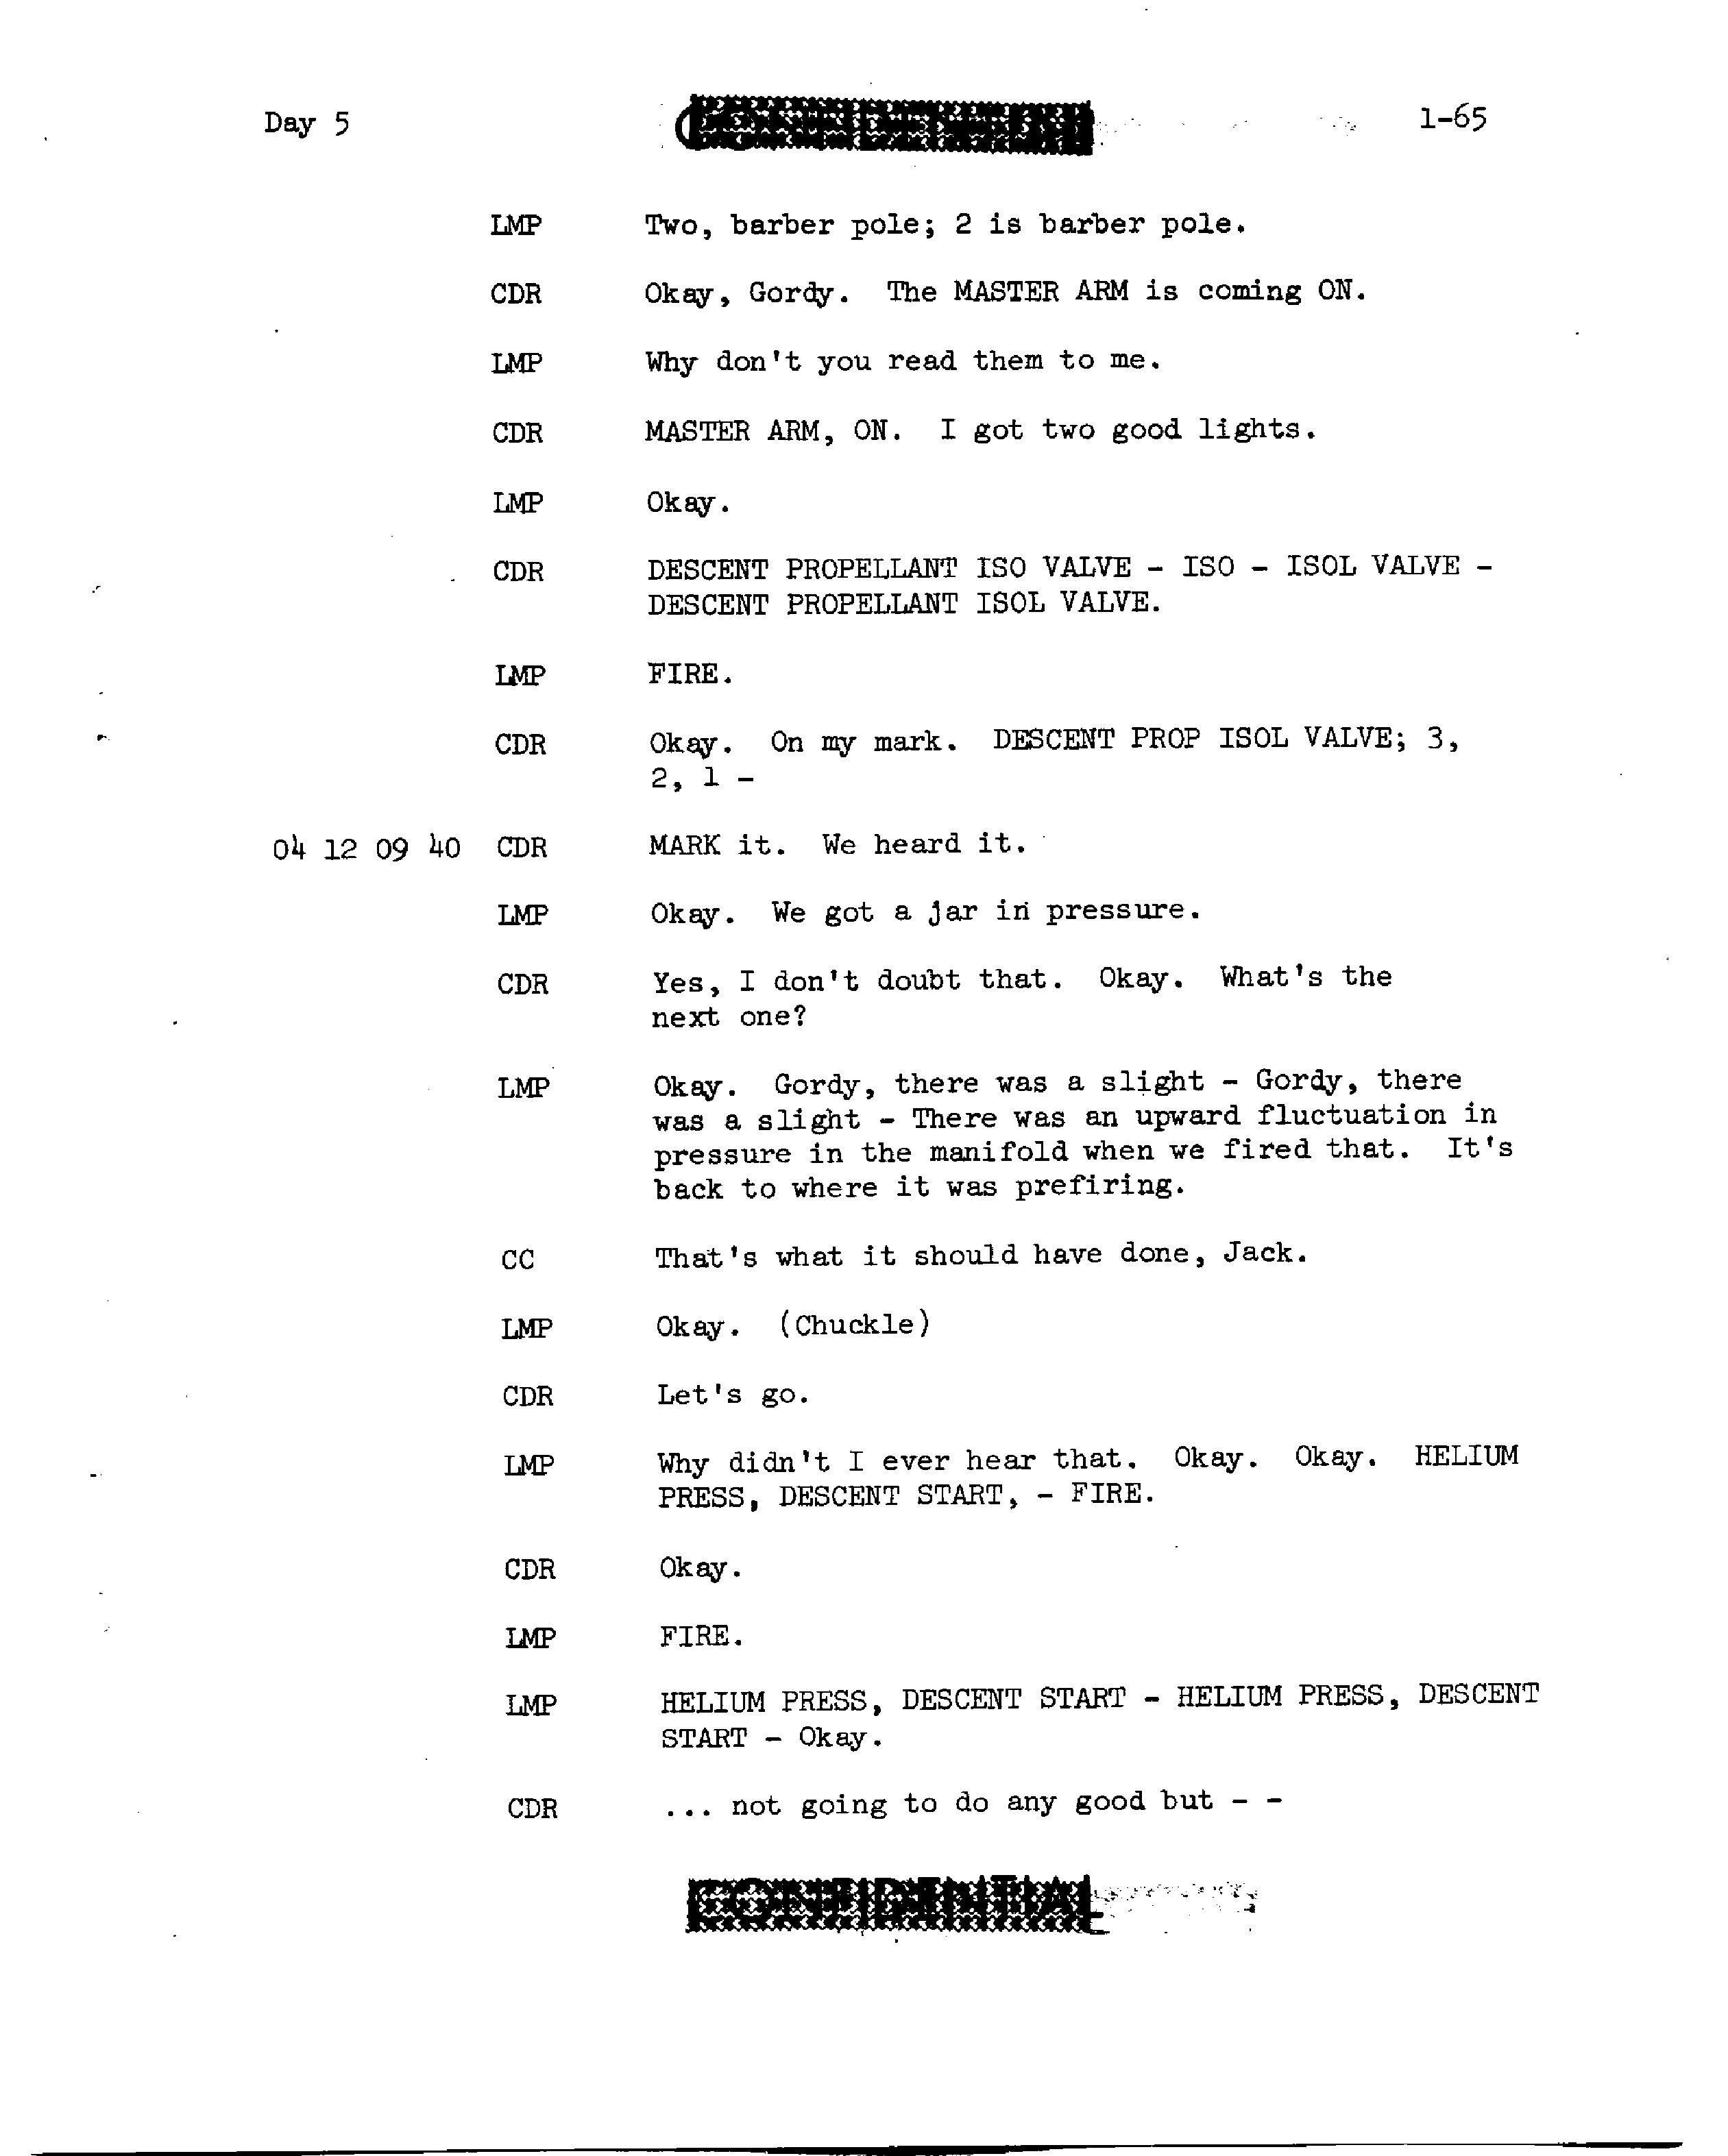 Day 5
CONFIDENTIAL
1-65
LMP Two, barber pole; 2 is barber pole.
CDR Okay, Gordy. The MASTER ARM is coming ON.
LMP Why don't you read them to me.
CDR MASTER ARM, ON. I got two good lights.
LMP Okay.
CDR DESCENT PROPELLANT ISO VALVE - ISO - ISOL VALVE -
DESCENT PROPELLANT ISOL VALVE.
LMP FIRE.
CDR Okay. On my mark. DESCENT PROP ISOL VALVE; 3,
2, 1 -
04 12 09 40 CDR MARK it. We heard it.
LMP Okay. We got a jar in pressure.
CDR Yes, I don't doubt that. Okay. What's the
next one?
LMP Okay. Gordy, there was a slight - Gordy, there
was a slight - There was an upward fluctuation in
pressure in the manifold when we fired that. It's
back to where it was prefiring.
CC That's what it should have done, Jack.
LMP Okay. (Chuckle)
CDR Let's go.
LMP Why didn't I ever hear that. Okay. Okay. HELIUM
PRESS, DESCENT START, - FIRE.
CDR Okay.
LMP FIRE.
LMP HELIUM PRESS, DESCENT START - HELIUM PRESS, DESCENT
START - Okay.
CDR ... not going to do any good but - -
CONFIDENTIAL